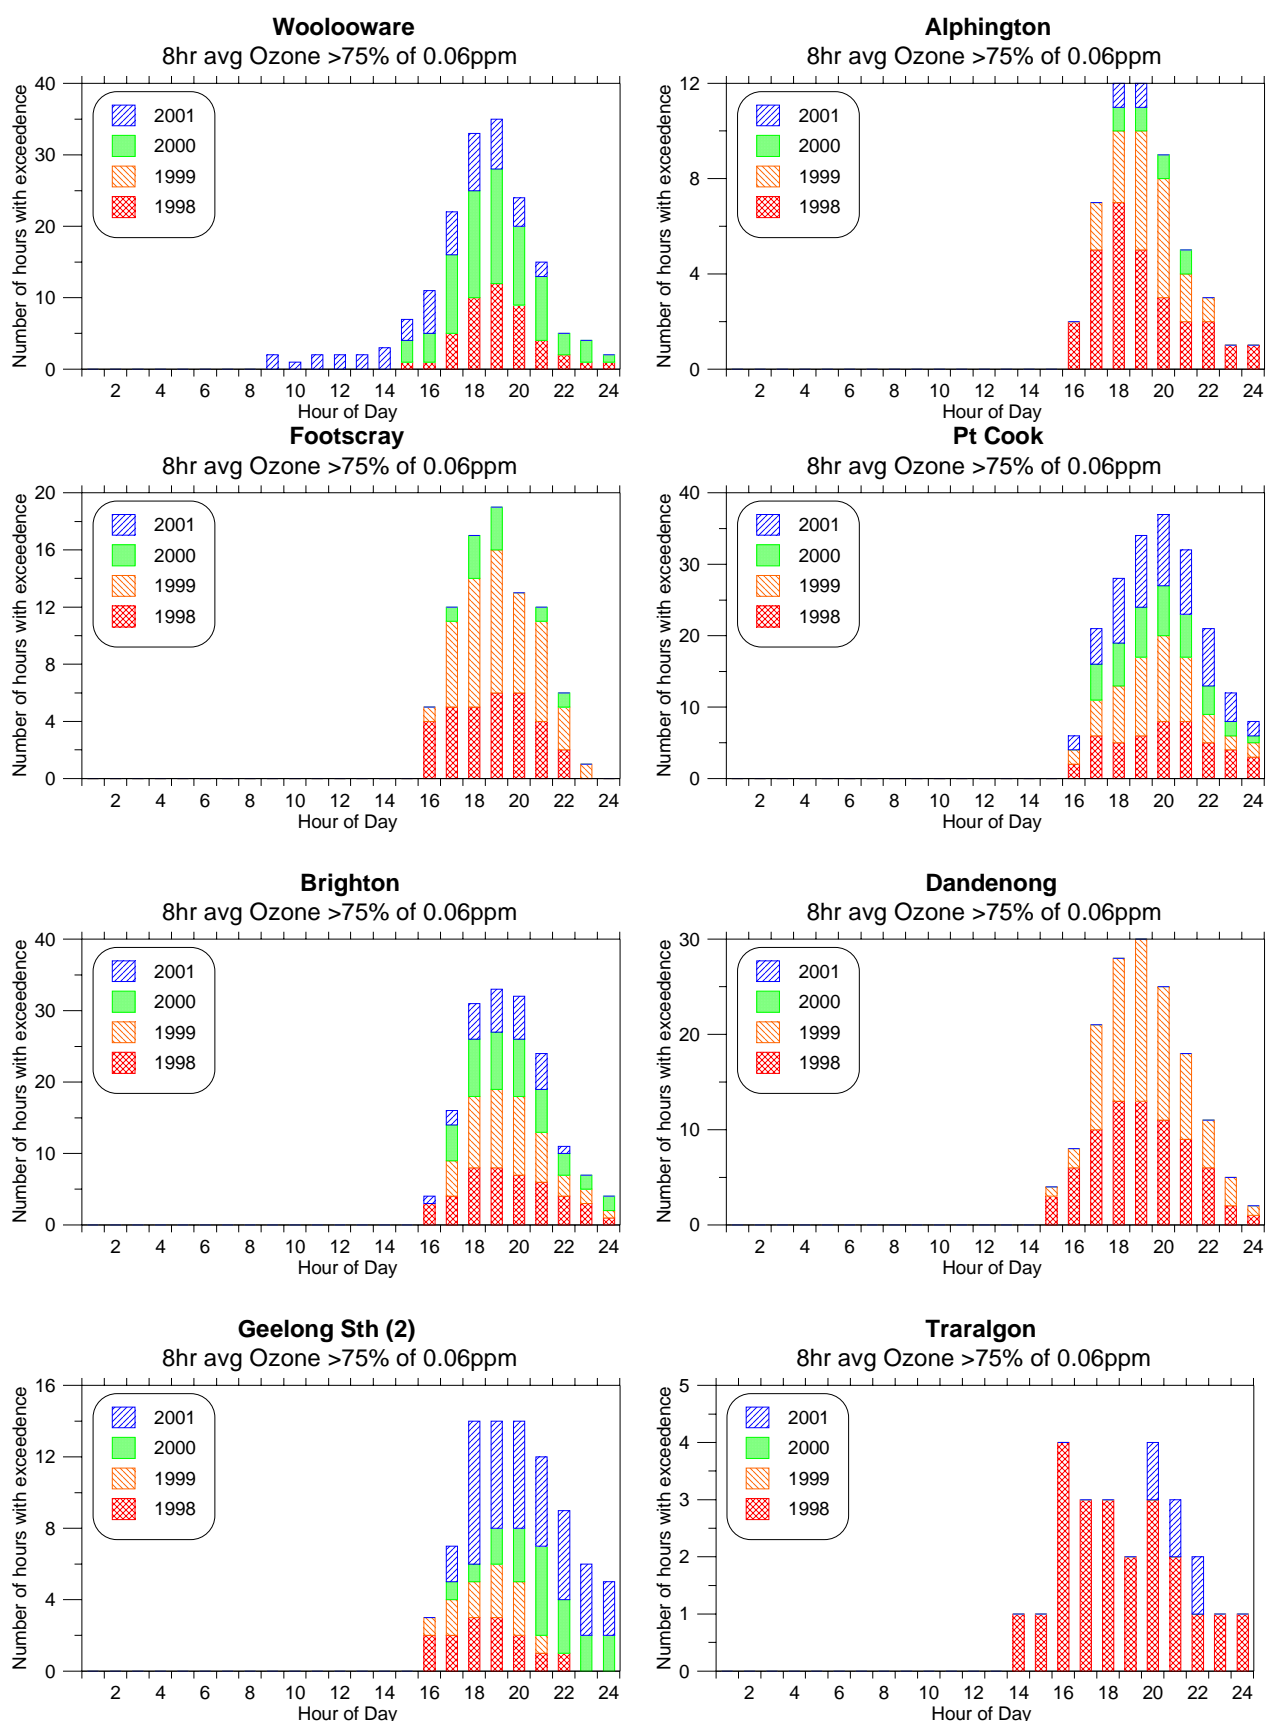 Woolooware
8hr avg Ozone >75% of 0.06ppm
Number of hours with exceedence
40
30
20
10
0
2001
2000
1999
1998
2 4 6 8 10 12 14 16 18 20 22 24
Hour of Day
Alphington
8hr avg Ozone >75% of 0.06ppm
Number of hours with exceedence
12
8
4
0
2001
2000
1999
1998
2 4 6 8 10 12 14 16 18 20 22 24
Hour of Day
Footscray
8hr avg Ozone >75% of 0.06ppm
Number of hours with exceedence
20
16
12
8
4
0
2001
2000
1999
1998
2 4 6 8 10 12 14 16 18 20 22 24
Hour of Day
Pt Cook
8hr avg Ozone >75% of 0.06ppm
Number of hours with exceedence
40
30
20
10
0
2001
2000
1999
1998
2 4 6 8 10 12 14 16 18 20 22 24
Hour of Day
Brighton
8hr avg Ozone >75% of 0.06ppm
Number of hours with exceedence
40
30
20
10
0
2001
2000
1999
1998
2 4 6 8 10 12 14 16 18 20 22 24
Hour of Day
Dandenong
8hr avg Ozone >75% of 0.06ppm
Number of hours with exceedence
30
20
10
0
2001
2000
1999
1998
2 4 6 8 10 12 14 16 18 20 22 24
Hour of Day
Geelong Sth (2)
8hr avg Ozone >75% of 0.06ppm
Number of hours with exceedence
16
12
8
4
0
2001
2000
1999
1998
2 4 6 8 10 12 14 16 18 20 22 24
Hour of Day
Traralgon
8hr avg Ozone >75% of 0.06ppm
Number of hours with exceedence
5
4
3
2
1
0
2001
2000
1999
1998
2 4 6 8 10 12 14 16 18 20 22 24
Hour of Day